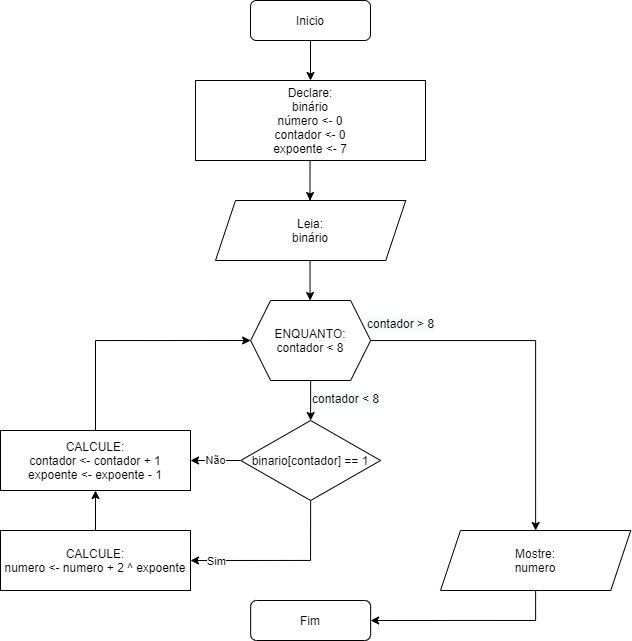 Inicio
Declare:
binário
número <- 0
contador <- 0
expoente <- 7
Leia:
binário
ENQUANTO:
contador < 8
contador > 8
contador < 8
binario[contador] == 1
Não
CALCULE:
contador <- contador + 1
expoente <- expoente - 1
Sim
CALCULE:
numero <- numero + 2 ^ expoente
Mostre:
numero
Fim